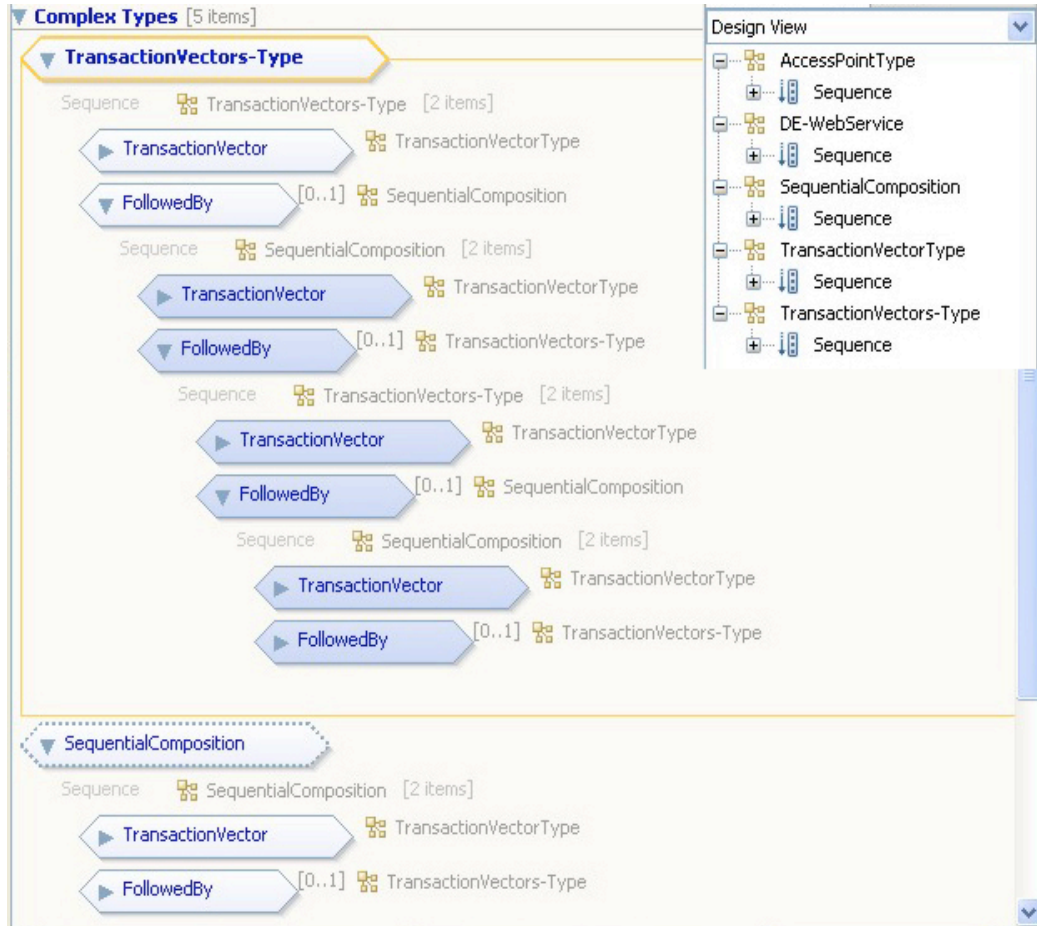 Complex Types [5 items]
TransactionVectors-Type
Sequence TransactionVectors-Type [2 items]
TransactionVector TransactionVectorType
FollowedBy [0..1] SequentialComposition
Sequence SequentialComposition [2 items]
TransactionVector TransactionVectorType
FollowedBy [0..1] TransactionVectors-Type
Sequence TransactionVectors-Type [2 items]
TransactionVector TransactionVectorType
FollowedBy [0..1] SequentialComposition
Sequence SequentialComposition [2 items]
TransactionVector TransactionVectorType
FollowedBy [0..1] TransactionVectors-Type
SequentialComposition
Sequence SequentialComposition [2 items]
TransactionVector TransactionVectorType
FollowedBy [0..1] TransactionVectors-Type
Design View
AccessPointType
Sequence
DE-WebService
Sequence
SequentialComposition
Sequence
TransactionVectorType
Sequence
TransactionVectors-Type
Sequence